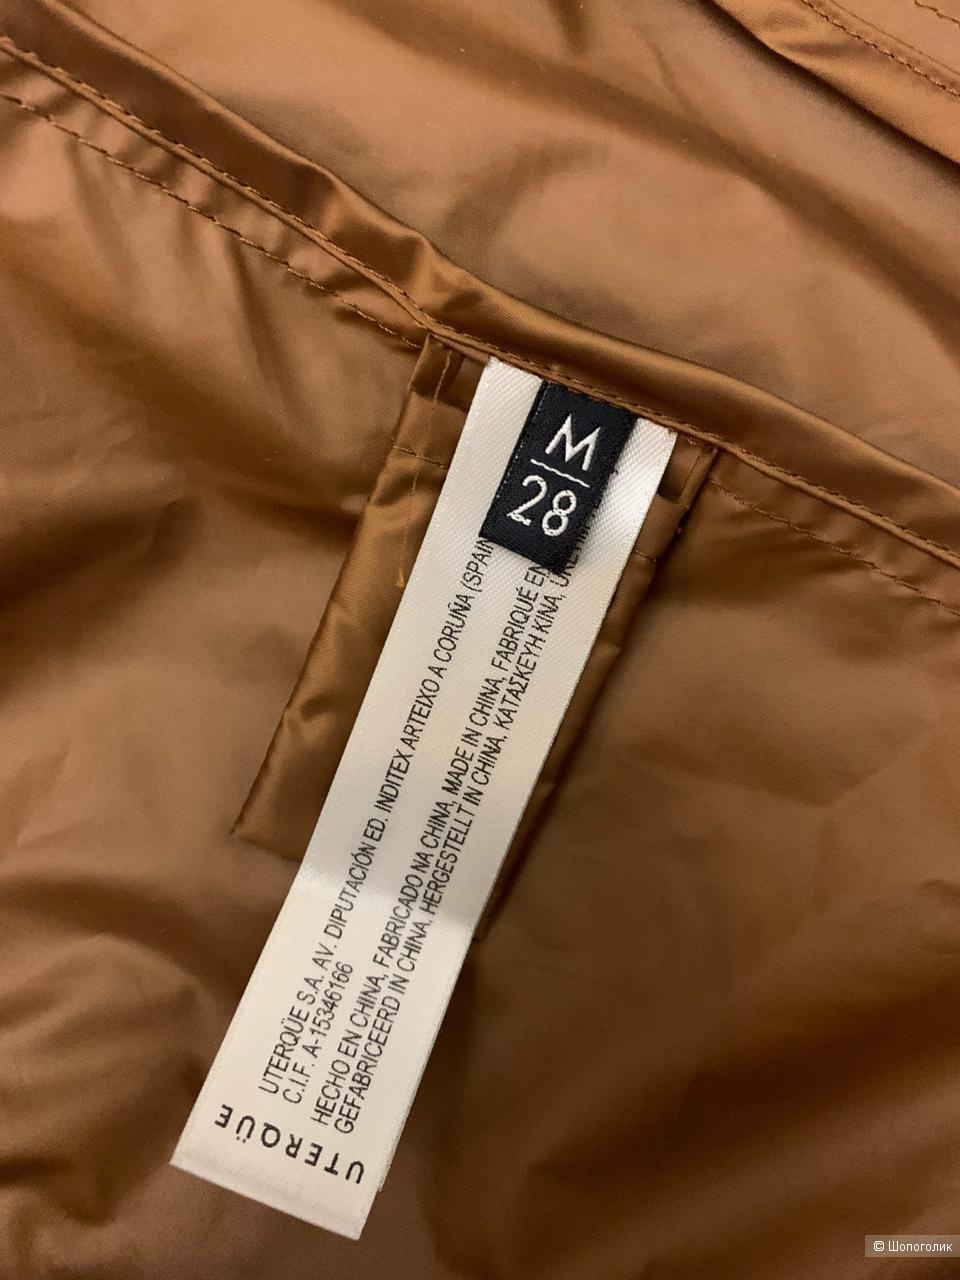 M
28
UTERQÜE S.A. AV. DIPUTACIÓN ED. INDITEX ARTEIXO A CORUÑA (SPAIN
C.I.F. A-15346166
HECHO EN CHINA, FABRICADO NA CHINA, MADE IN CHINA, FABRIQUÉ EN
GEFABRICEERD IN CHINA, HERGESTELLT IN CHINA, ΚΑΤΑΣΚΕΥΗ ΚΙΝΑ,
UTERQÜE
© Шопоголик